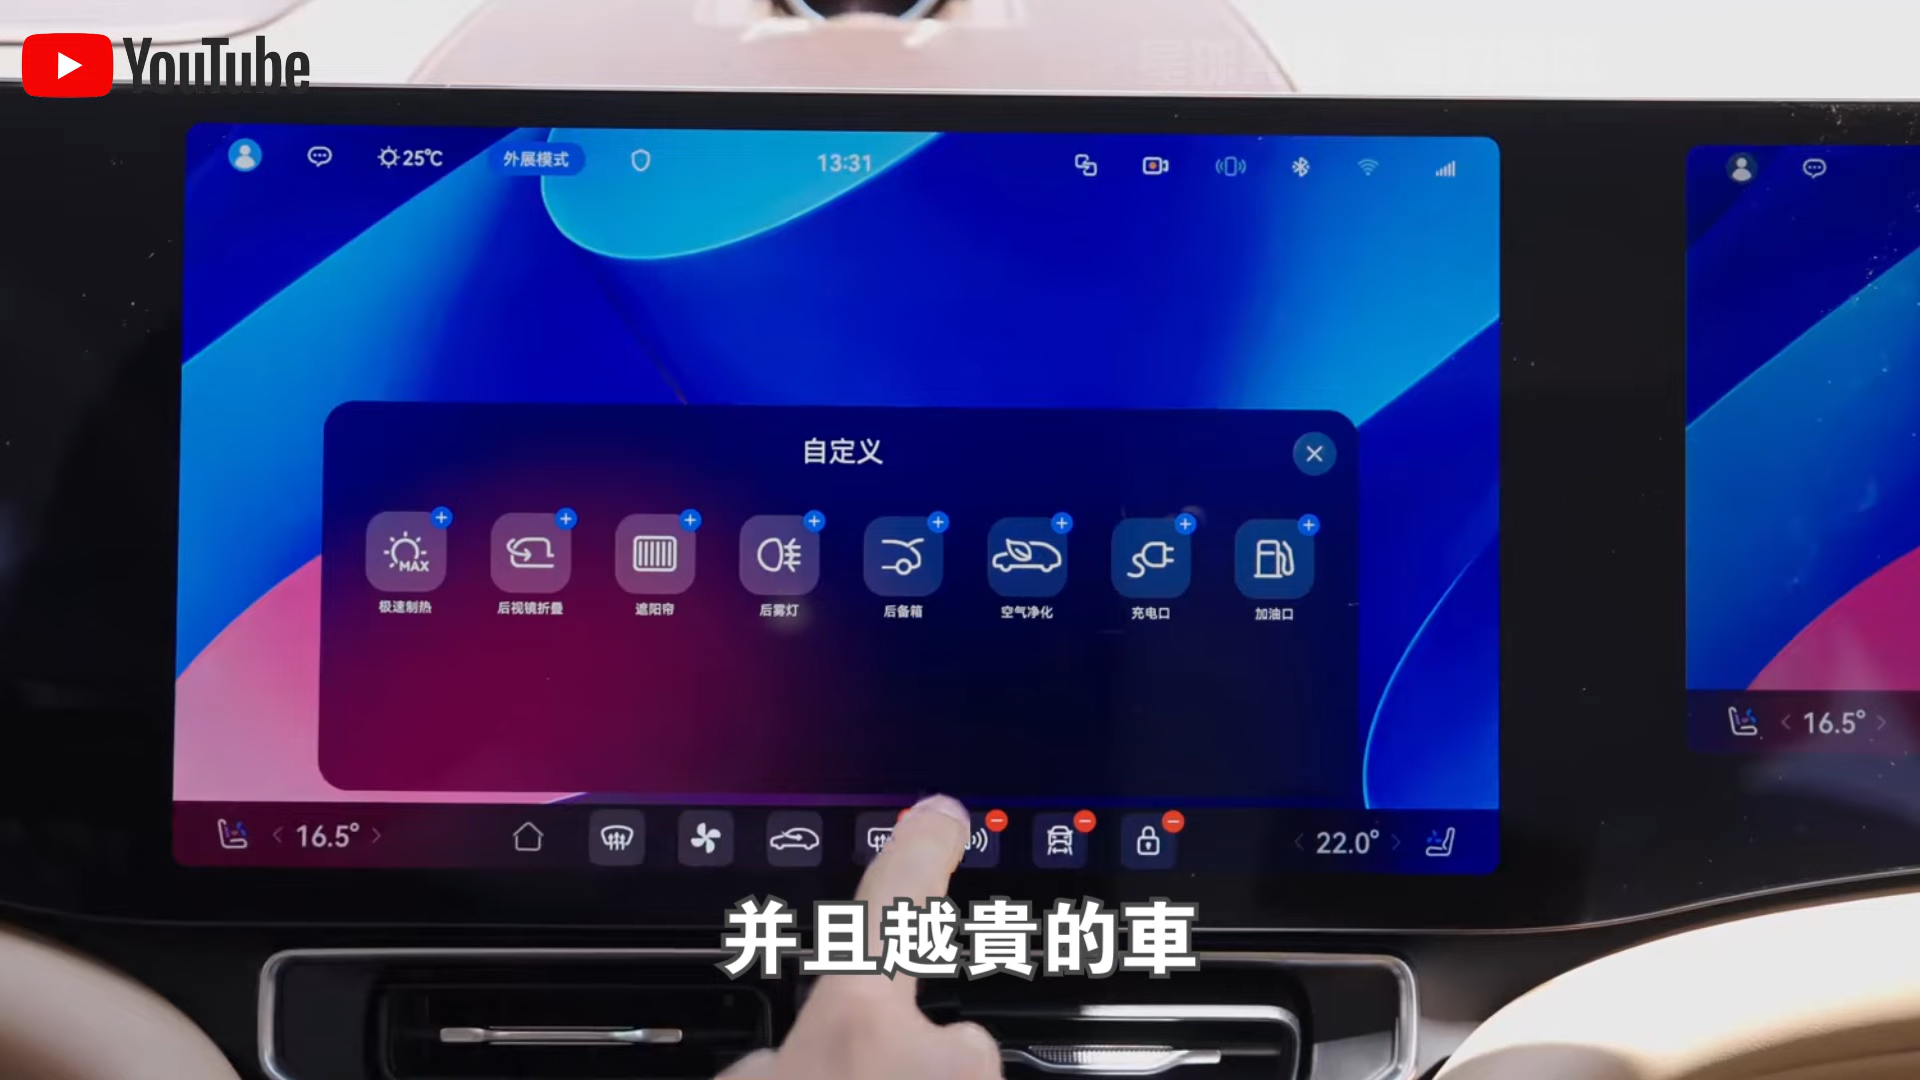 YouTube
25℃
外展模式
13:31
自定义
MAX
极速制热
后视镜折叠
遮阳帘
后雾灯
后备箱
空气净化
充电口
加油口
16.5°
22.0°
16.5°
并且越貴的車